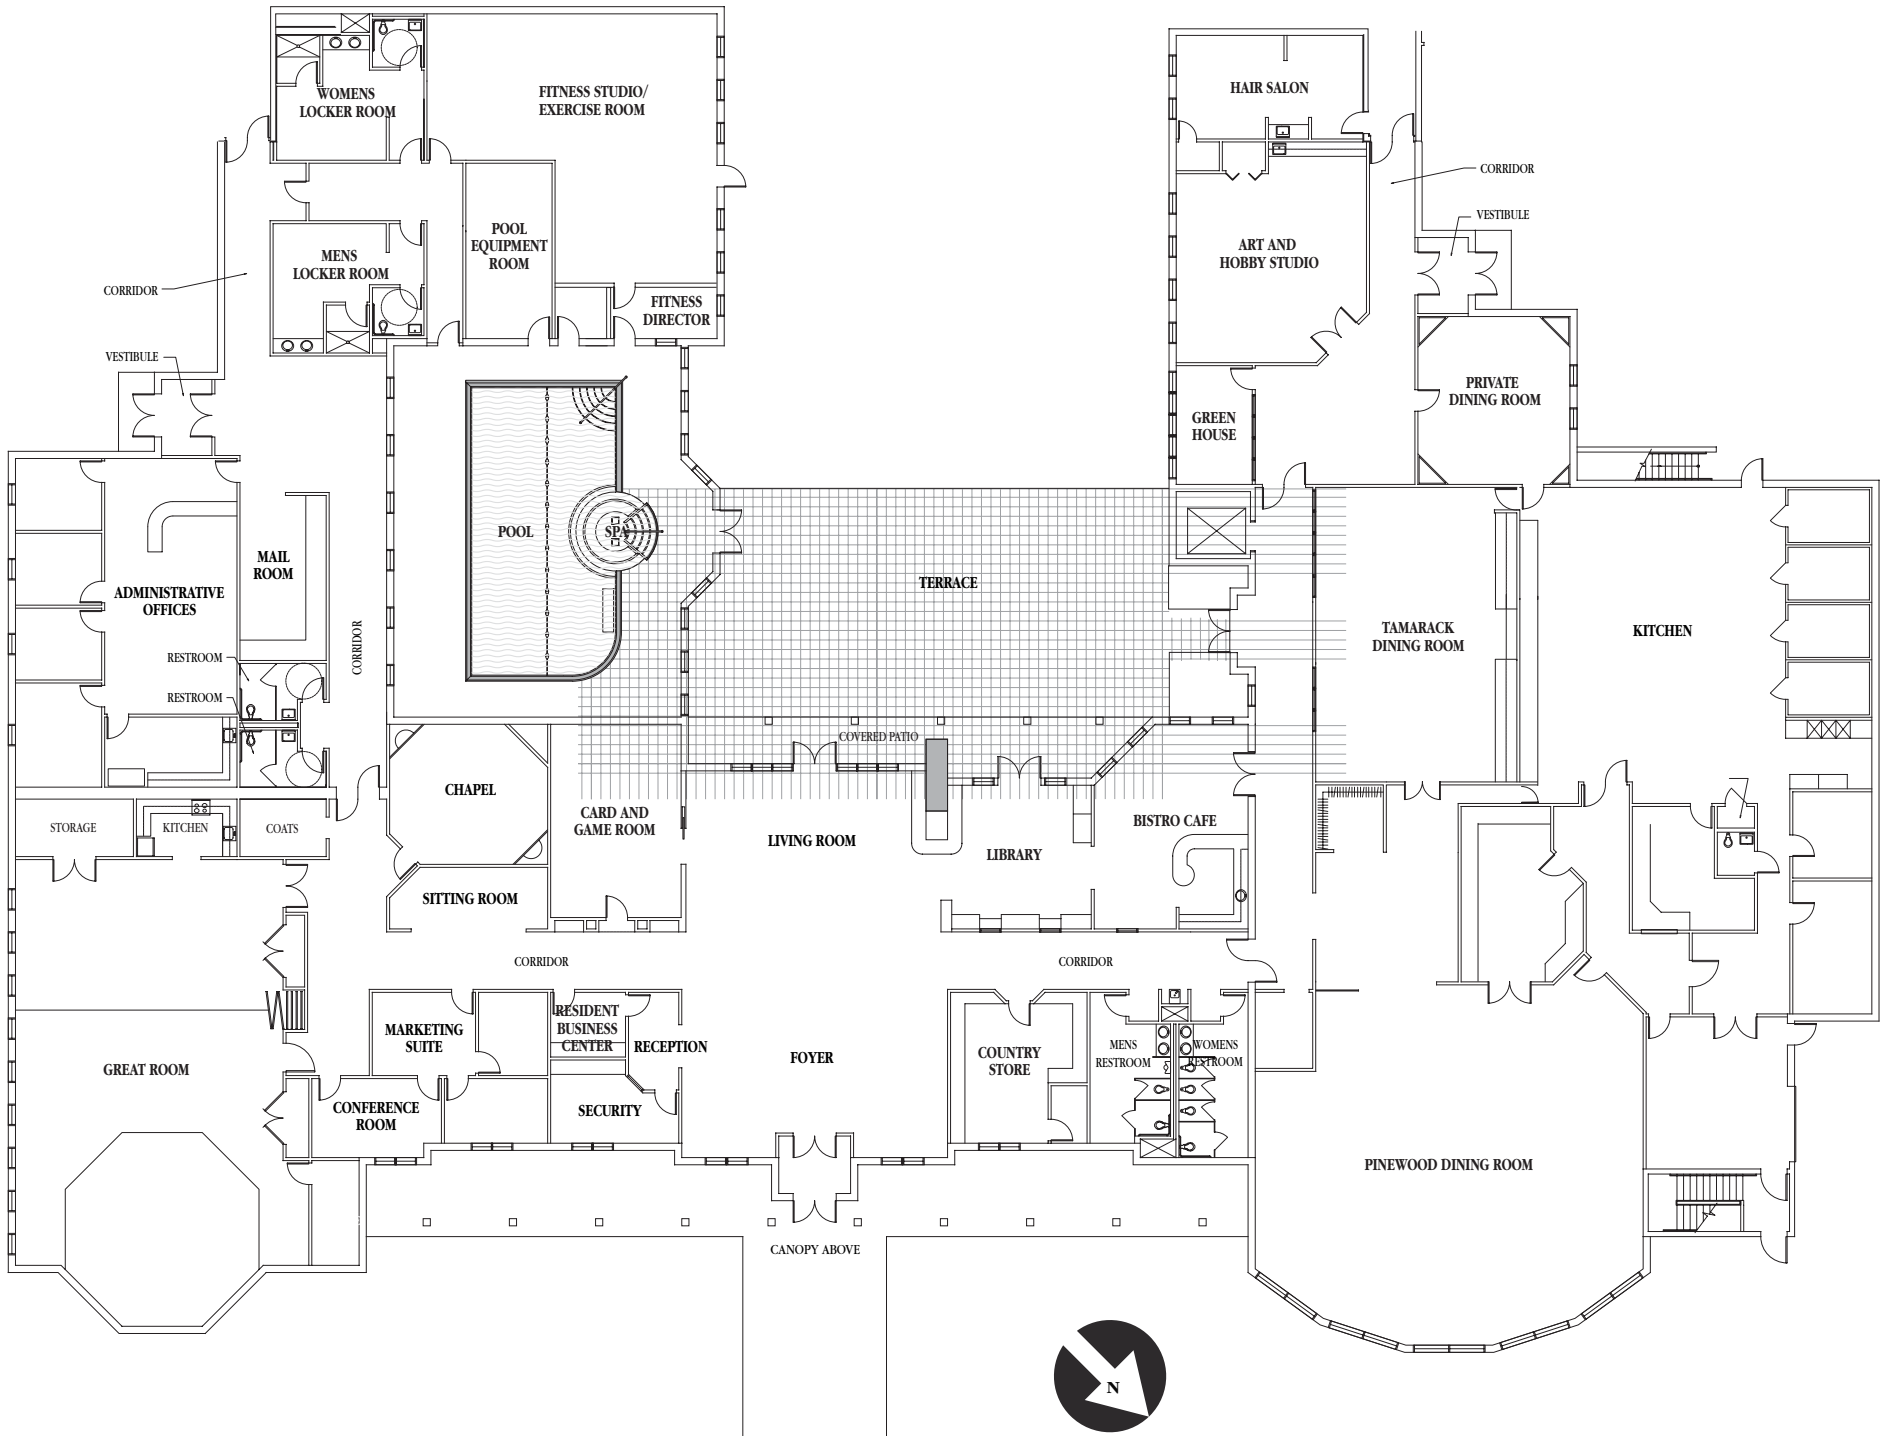 WOMENS
LOCKER ROOM
FITNESS STUDIO/
EXERCISE ROOM
HAIR SALON
CORRIDOR
VESTIBULE
POOL
EQUIPMENT
ROOM
MENS
LOCKER ROOM
ART AND
HOBBY STUDIO
CORRIDOR
FITNESS
DIRECTOR
VESTIBULE
PRIVATE
DINING ROOM
GREEN
HOUSE
POOL
SPA
MAIL
ROOM
TERRACE
ADMINISTRATIVE
OFFICES
TAMARACK
DINING ROOM
KITCHEN
CORRIDOR
RESTROOM
RESTROOM
COVERED PATIO
CHAPEL
CARD AND
GAME ROOM
BISTRO CAFE
STORAGE
KITCHEN
COATS
LIVING ROOM
LIBRARY
SITTING ROOM
CORRIDOR
CORRIDOR
RESIDENT
BUSINESS
CENTER
MARKETING
SUITE
RECEPTION
FOYER
COUNTRY
STORE
MENS
RESTROOM
WOMENS
RESTROOM
GREAT ROOM
CONFERENCE
ROOM
SECURITY
PINEWOOD DINING ROOM
CANOPY ABOVE
N